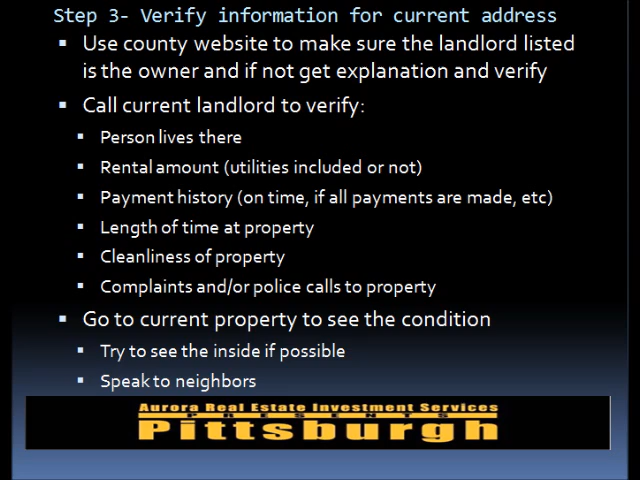 Step 3- Verify information for current address
Use county website to make sure the landlord listed
is the owner and if not get explanation and verify
Call current landlord to verify:
Person lives there
Rental amount (utilities included or not)
Payment history (on time, if all payments are made, etc)
Length of time at property
Cleanliness of property
Complaints and/or police calls to property
Go to current property to see the condition
Try to see the inside if possible
Speak to neighbors
Aurora Real Estate Investment Services
PRESENTS
Pittsburgh